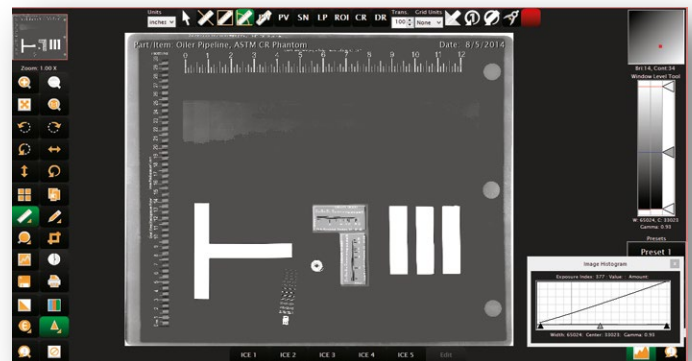 Units
inches
PV SN LP ROI CR DR
Trans.
100
Grid Units
None
Zoom: 1.00 X
Part/Item: Oiler Pipeline, ASTM CR Phantom
Date: 8/5/2014
0 1 2 3 4 5 6 7 8 9 10 11 12
Bri:14, Cont:34
Window Level Tool
W: 65024, C: 33023
Gamma: 0.93
Presets
Preset 1
Image Histogram
Exposure Index: 577 Value : Amount:
Width: 65024 Center: 33023 Gamma: 0.93
ICE 1 ICE 2 ICE 3 ICE 4 ICE 5 Edit